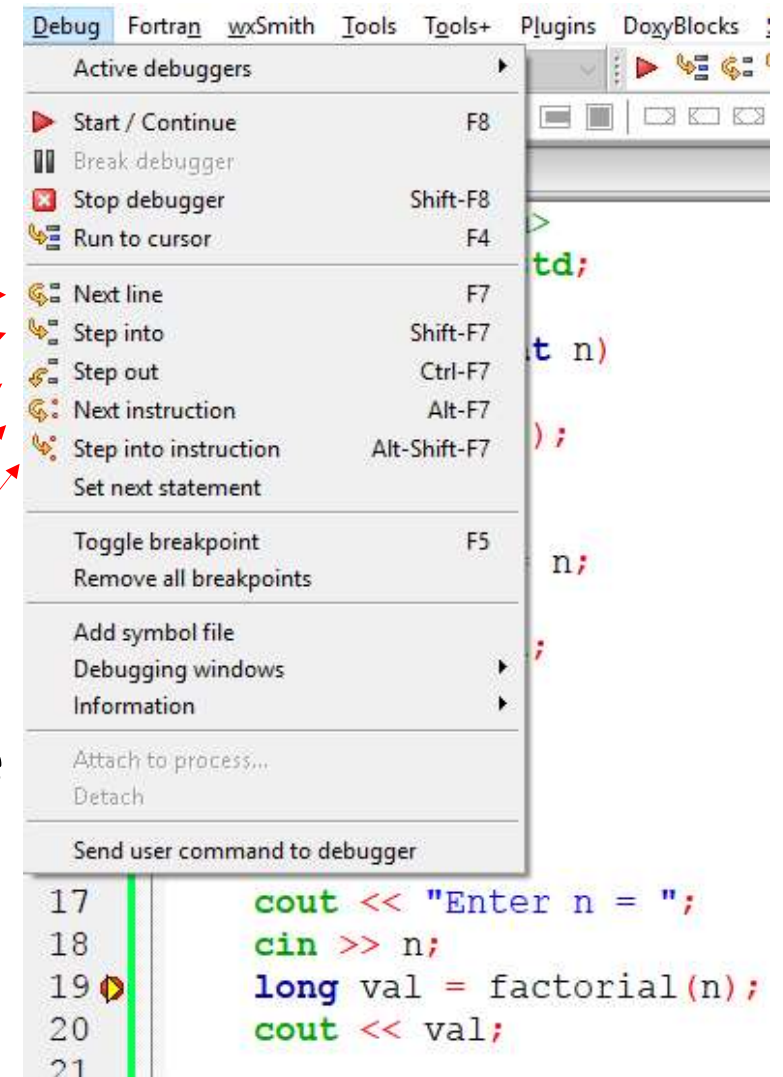 Debug Fortran wxSmith Tools Tools+ Plugins DoxyBlocks
Active debuggers
Start / Continue F8
Break debugger
Stop debugger Shift-F8
Run to cursor F4
td;
Next line F7
Step into Shift-F7
t n)
Step out Ctrl-F7
Next instruction Alt-F7
);
Step into instruction Alt-Shift-F7
Set next statement
Toggle breakpoint F5
n;
Remove all breakpoints
Add symbol file
;
Debugging windows
Information
Attach to process...
Detach
Send user command to debugger
17 cout << "Enter n = ";
18 cin >> n;
19 long val = factorial(n);
20 cout << val;
21